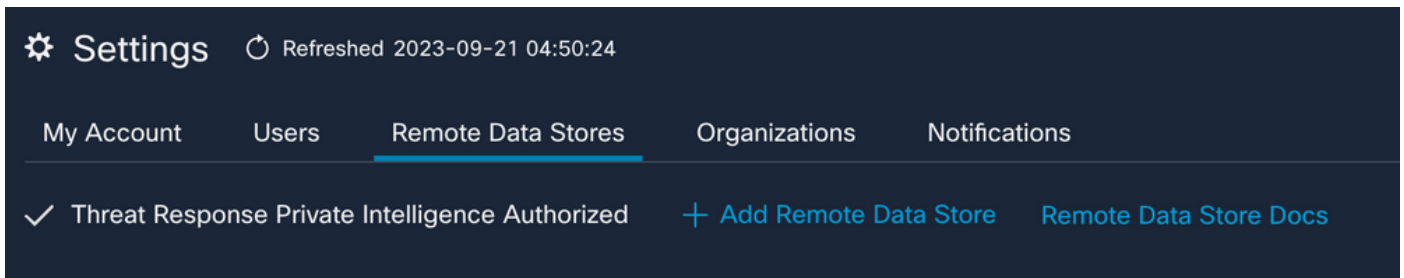 Settings Refreshed 2023-09-21 04:50:24
My Account Users Remote Data Stores Organizations Notifications
Threat Response Private Intelligence Authorized + Add Remote Data Store Remote Data Store Docs